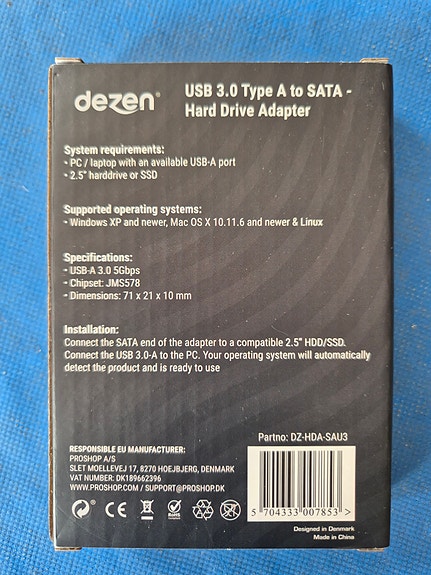 dezen®
USB 3.0 Type A to SATA -
Hard Drive Adapter
System requirements:
- PC / laptop with an available USB-A port
- 2.5" harddrive or SSD
Supported operating systems:
- Windows XP and newer, Mac OS X 10.11.6 and newer & Linux
Specifications:
- USB-A 3.0 5Gbps
- Chipset: JMS578
- Dimensions: 71 x 21 x 10 mm
Installation:
Connect the SATA end of the adapter to a compatible 2.5" HDD/SSD.
Connect the USB 3.0-A to the PC. Your operating system will automatically
detect the product and is ready to use
Partno: DZ-HDA-SAU3
RESPONSIBLE EU MANUFACTURER:
PROSHOP A/S
SLET MOELLEVEJ 17, 8270 HOEJBJERG, DENMARK
VAT NUMBER: DK189662396
WWW.PROSHOP.COM / SUPPORT@PROSHOP.DK
CE
5 704333 007853 >
Designed in Denmark
Made in China